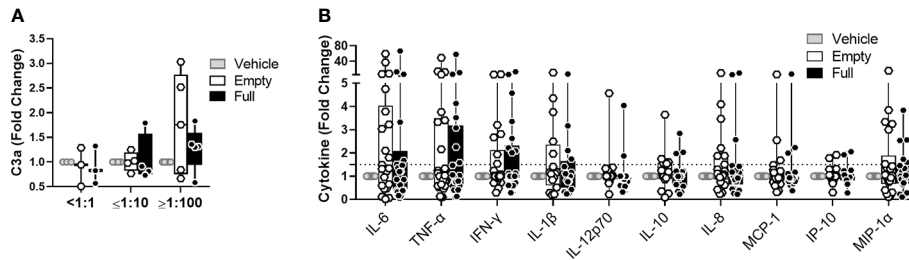 A
C3a (Fold Change)
3.5
3.0
2.5
2.0
1.5
1.0
0.5
<1:1
≤1:10
≥1:100
Vehicle
Empty
Full
B
Cytokine (Fold Change)
80
40
5
4
3
2
1
0
IL-6
TNF-α
IFN-γ
IL-1β
IL-12p70
IL-10
IL-8
MCP-1
IP-10
MIP-1α
Vehicle
Empty
Full